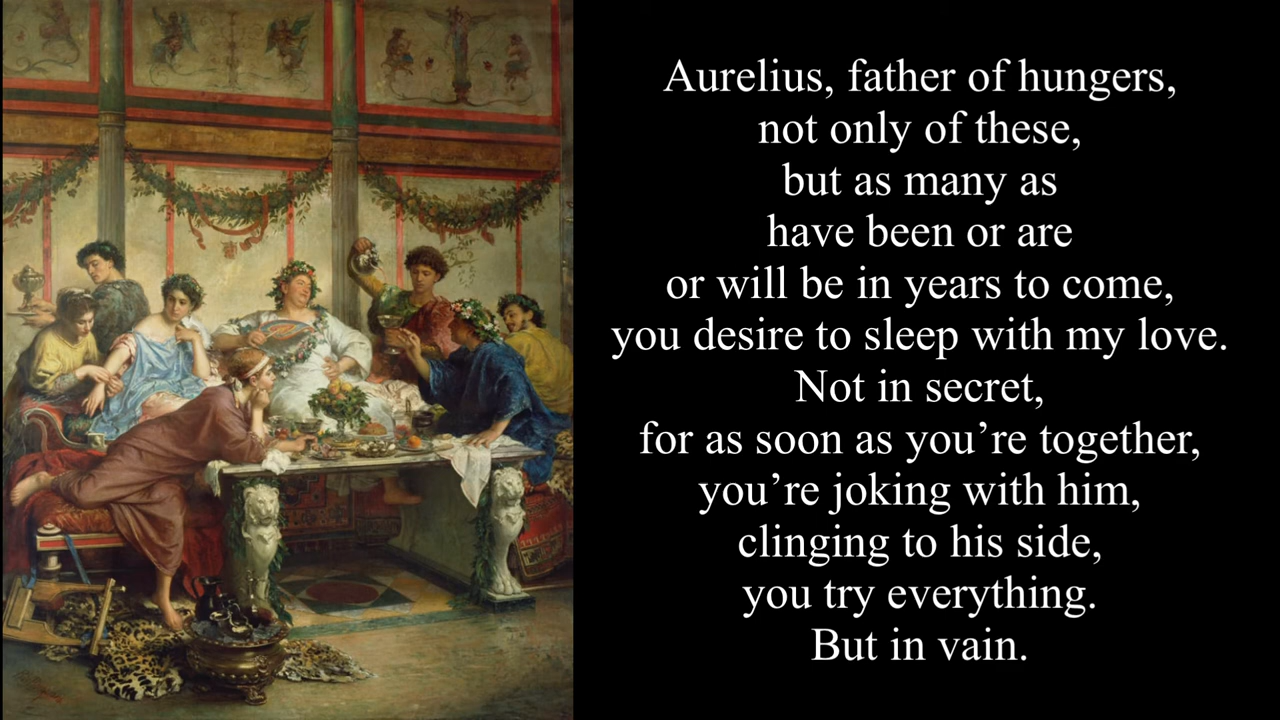 Aurelius, father of hungers,
not only of these,
but as many as
have been or are
or will be in years to come,
you desire to sleep with my love.
Not in secret,
for as soon as you’re together,
you’re joking with him,
clinging to his side,
you try everything.
But in vain.